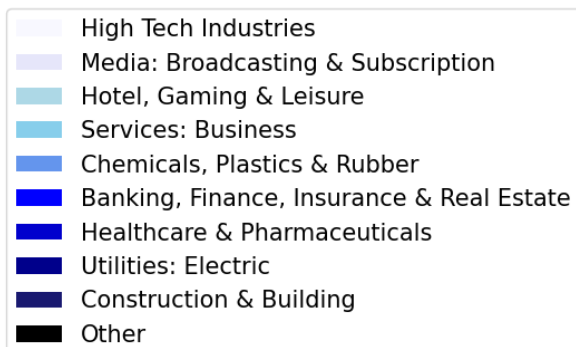 High Tech Industries
Media: Broadcasting & Subscription
Hotel, Gaming & Leisure
Services: Business
Chemicals, Plastics & Rubber
Banking, Finance, Insurance & Real Estate
Healthcare & Pharmaceuticals
Utilities: Electric
Construction & Building
Other